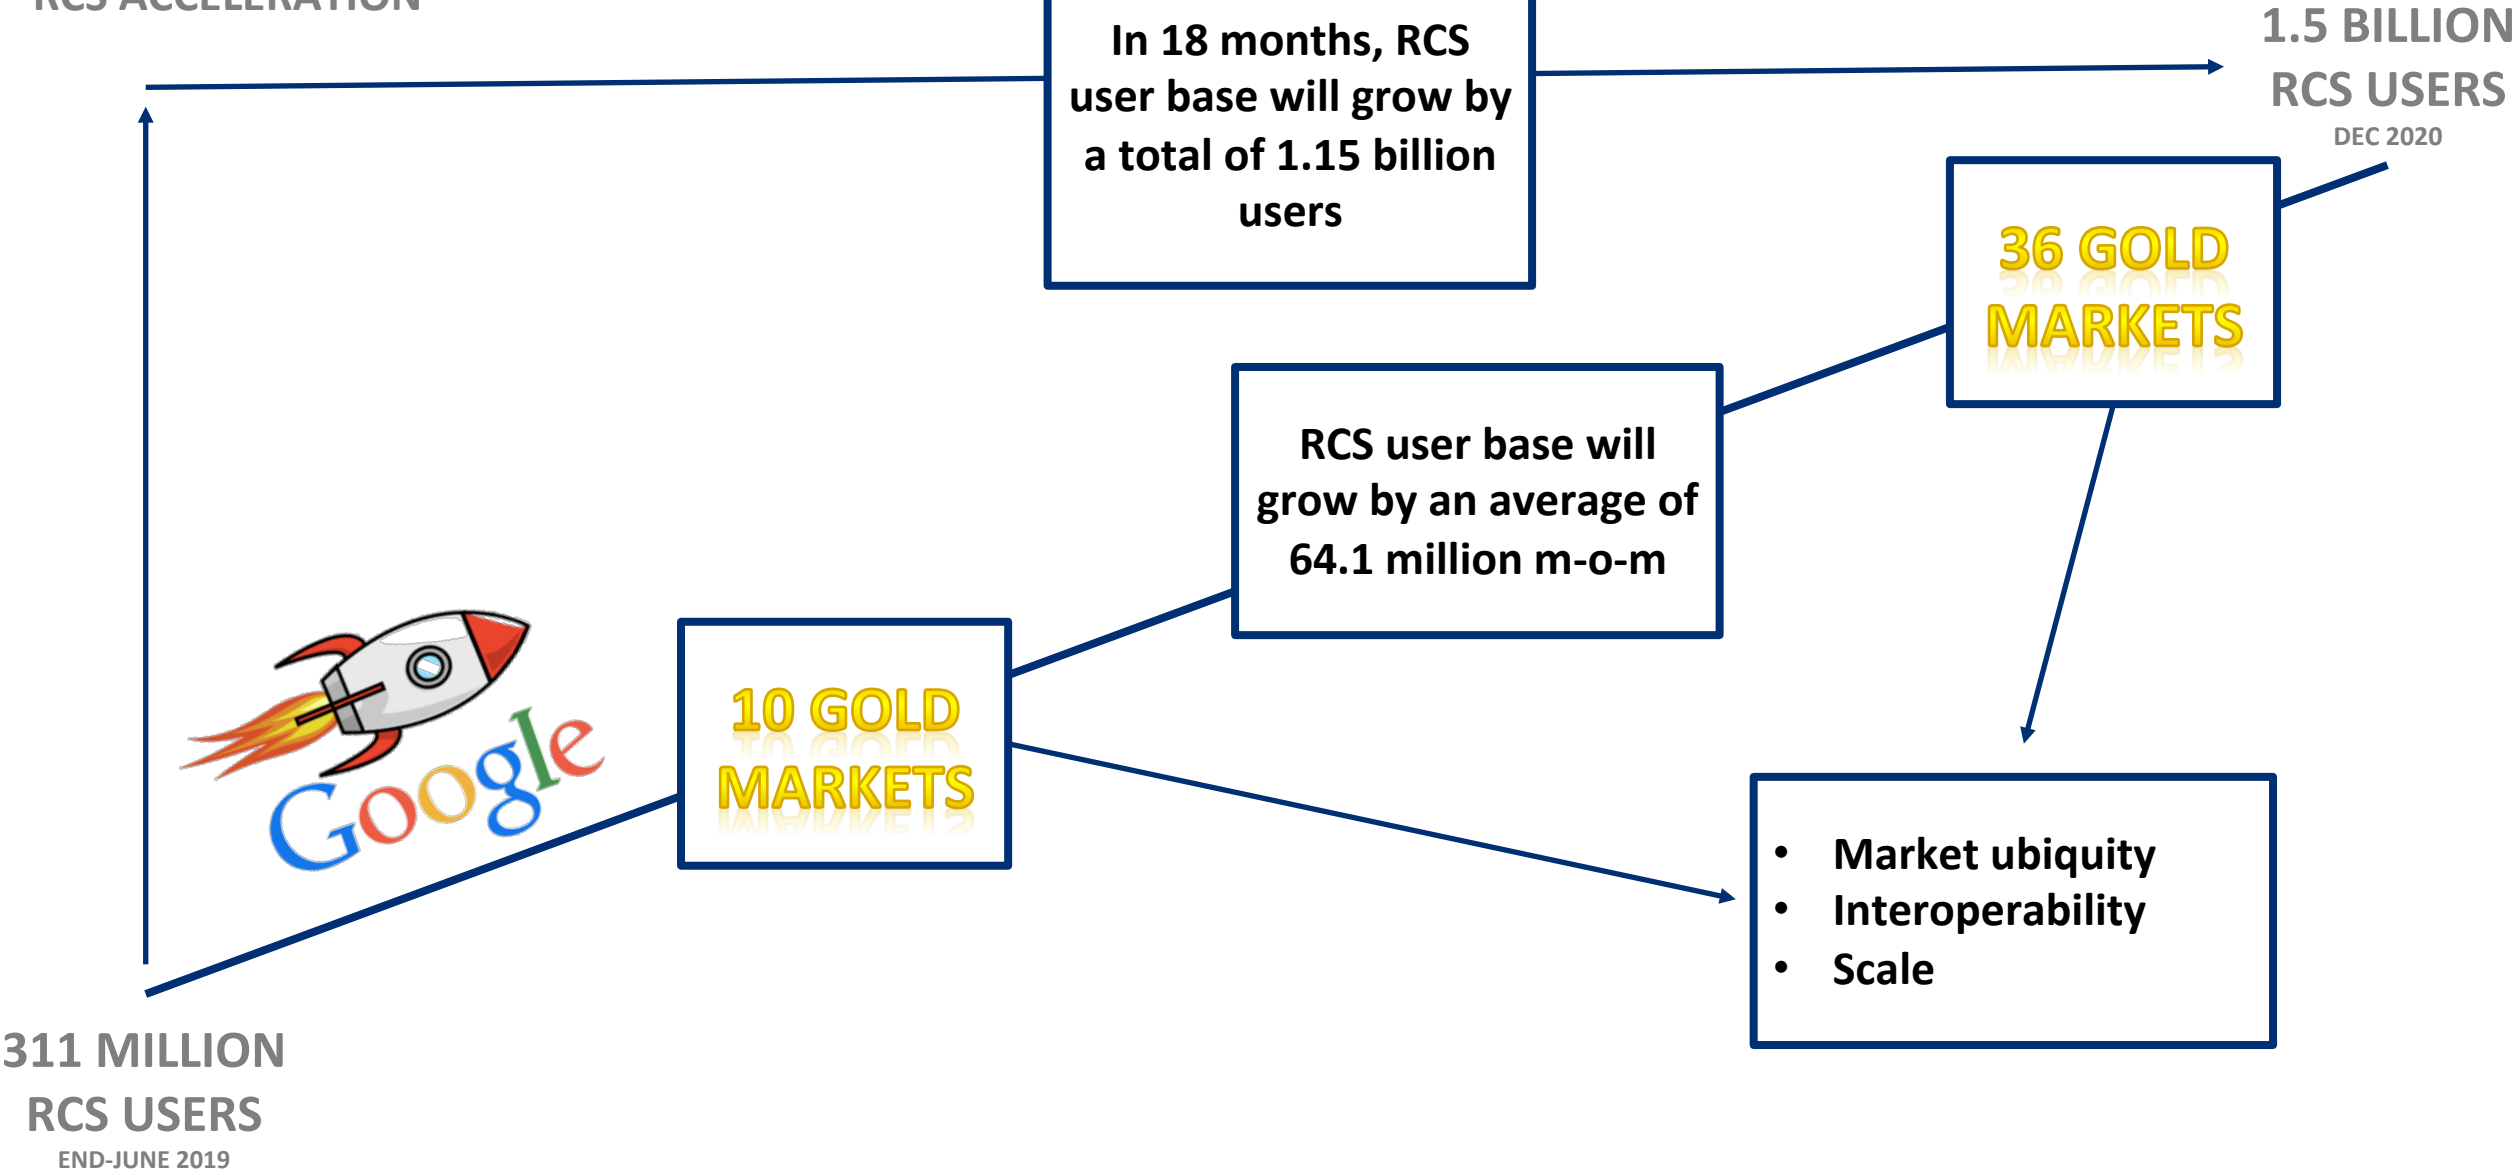 RCS ACCELERATION
In 18 months, RCS
user base will grow by
a total of 1.15 billion
users
1.5 BILLION
RCS USERS
DEC 2020
36 GOLD
MARKETS
RCS user base will
grow by an average of
64.1 million m-o-m
10 GOLD
MARKETS
Google
• Market ubiquity
• Interoperability
• Scale
311 MILLION
RCS USERS
END-JUNE 2019